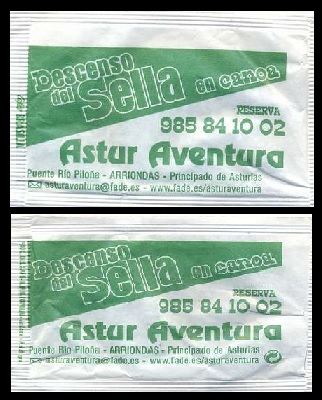 Descenso
del Sella en canoa
RESERVA
985 84 10 02
Astur Aventura
Puente Río Piloña - ARRIONDAS - Principado de Asturias
asturaventura@fade.es - www.fade.es/asturaventura
Descenso
del Sella en canoa
RESERVA
985 84 10 02
Astur Aventura
Puente Río Piloña - ARRIONDAS - Principado de Asturias
asturaventura@fade.es - www.fade.es/asturaventura